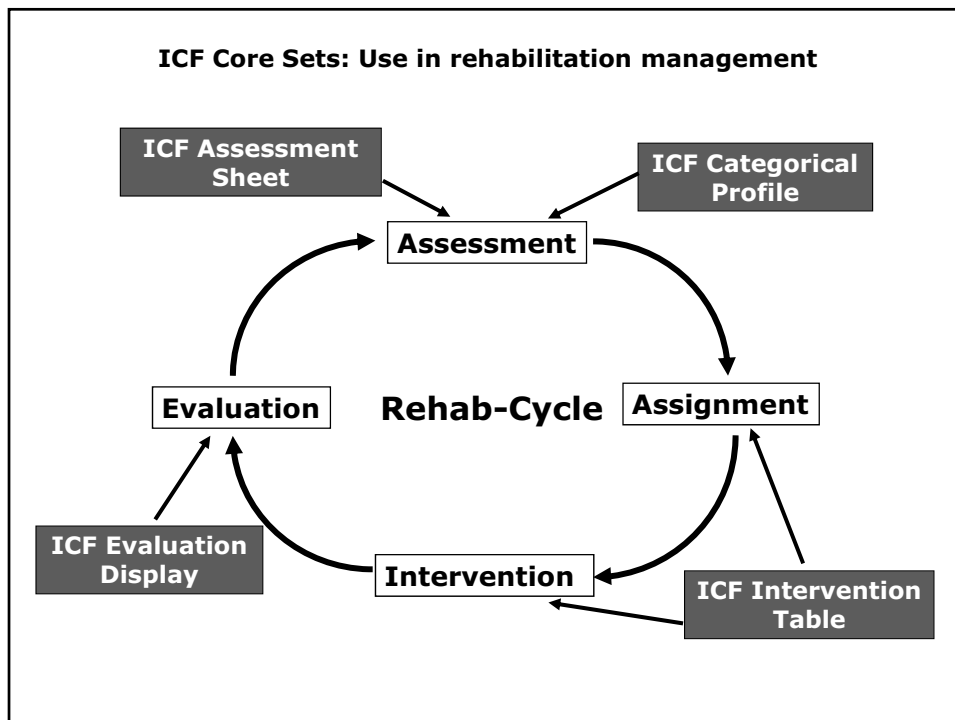 ICF Core Sets: Use in rehabilitation management
ICF Assessment
Sheet
ICF Categorical
Profile
Assessment
Evaluation
Rehab-Cycle
Assignment
ICF Evaluation
Display
Intervention
ICF Intervention
Table